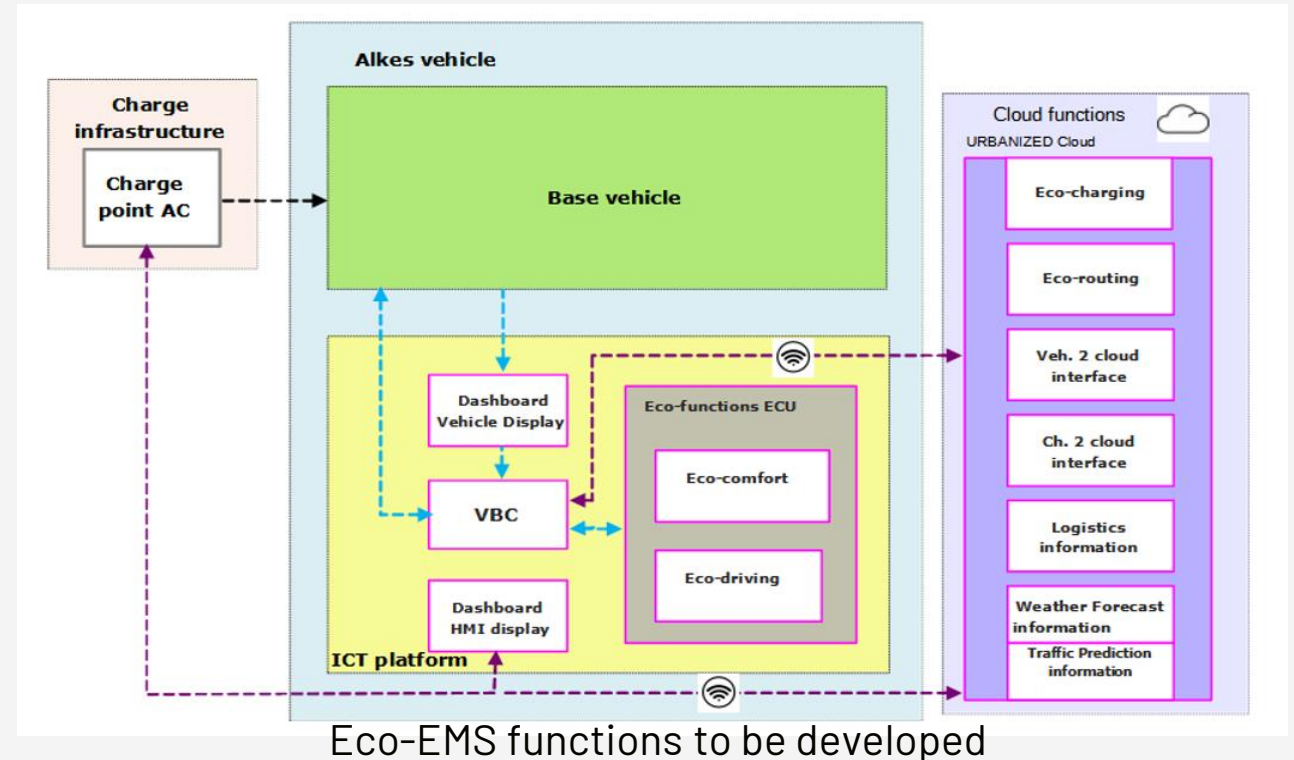 Alkes vehicle
Charge
infrastructure
Charge
point AC
Base vehicle
Cloud functions
URBANIZED Cloud
Eco-charging
Eco-routing
Veh. 2 cloud
interface
Ch. 2 cloud
interface
Logistics
information
Weather Forecast
information
Traffic Prediction
information
Dashboard
Vehicle Display
VBC
Dashboard
HMI display
Eco-functions ECU
Eco-comfort
Eco-driving
ICT platform
Eco-EMS functions to be developed